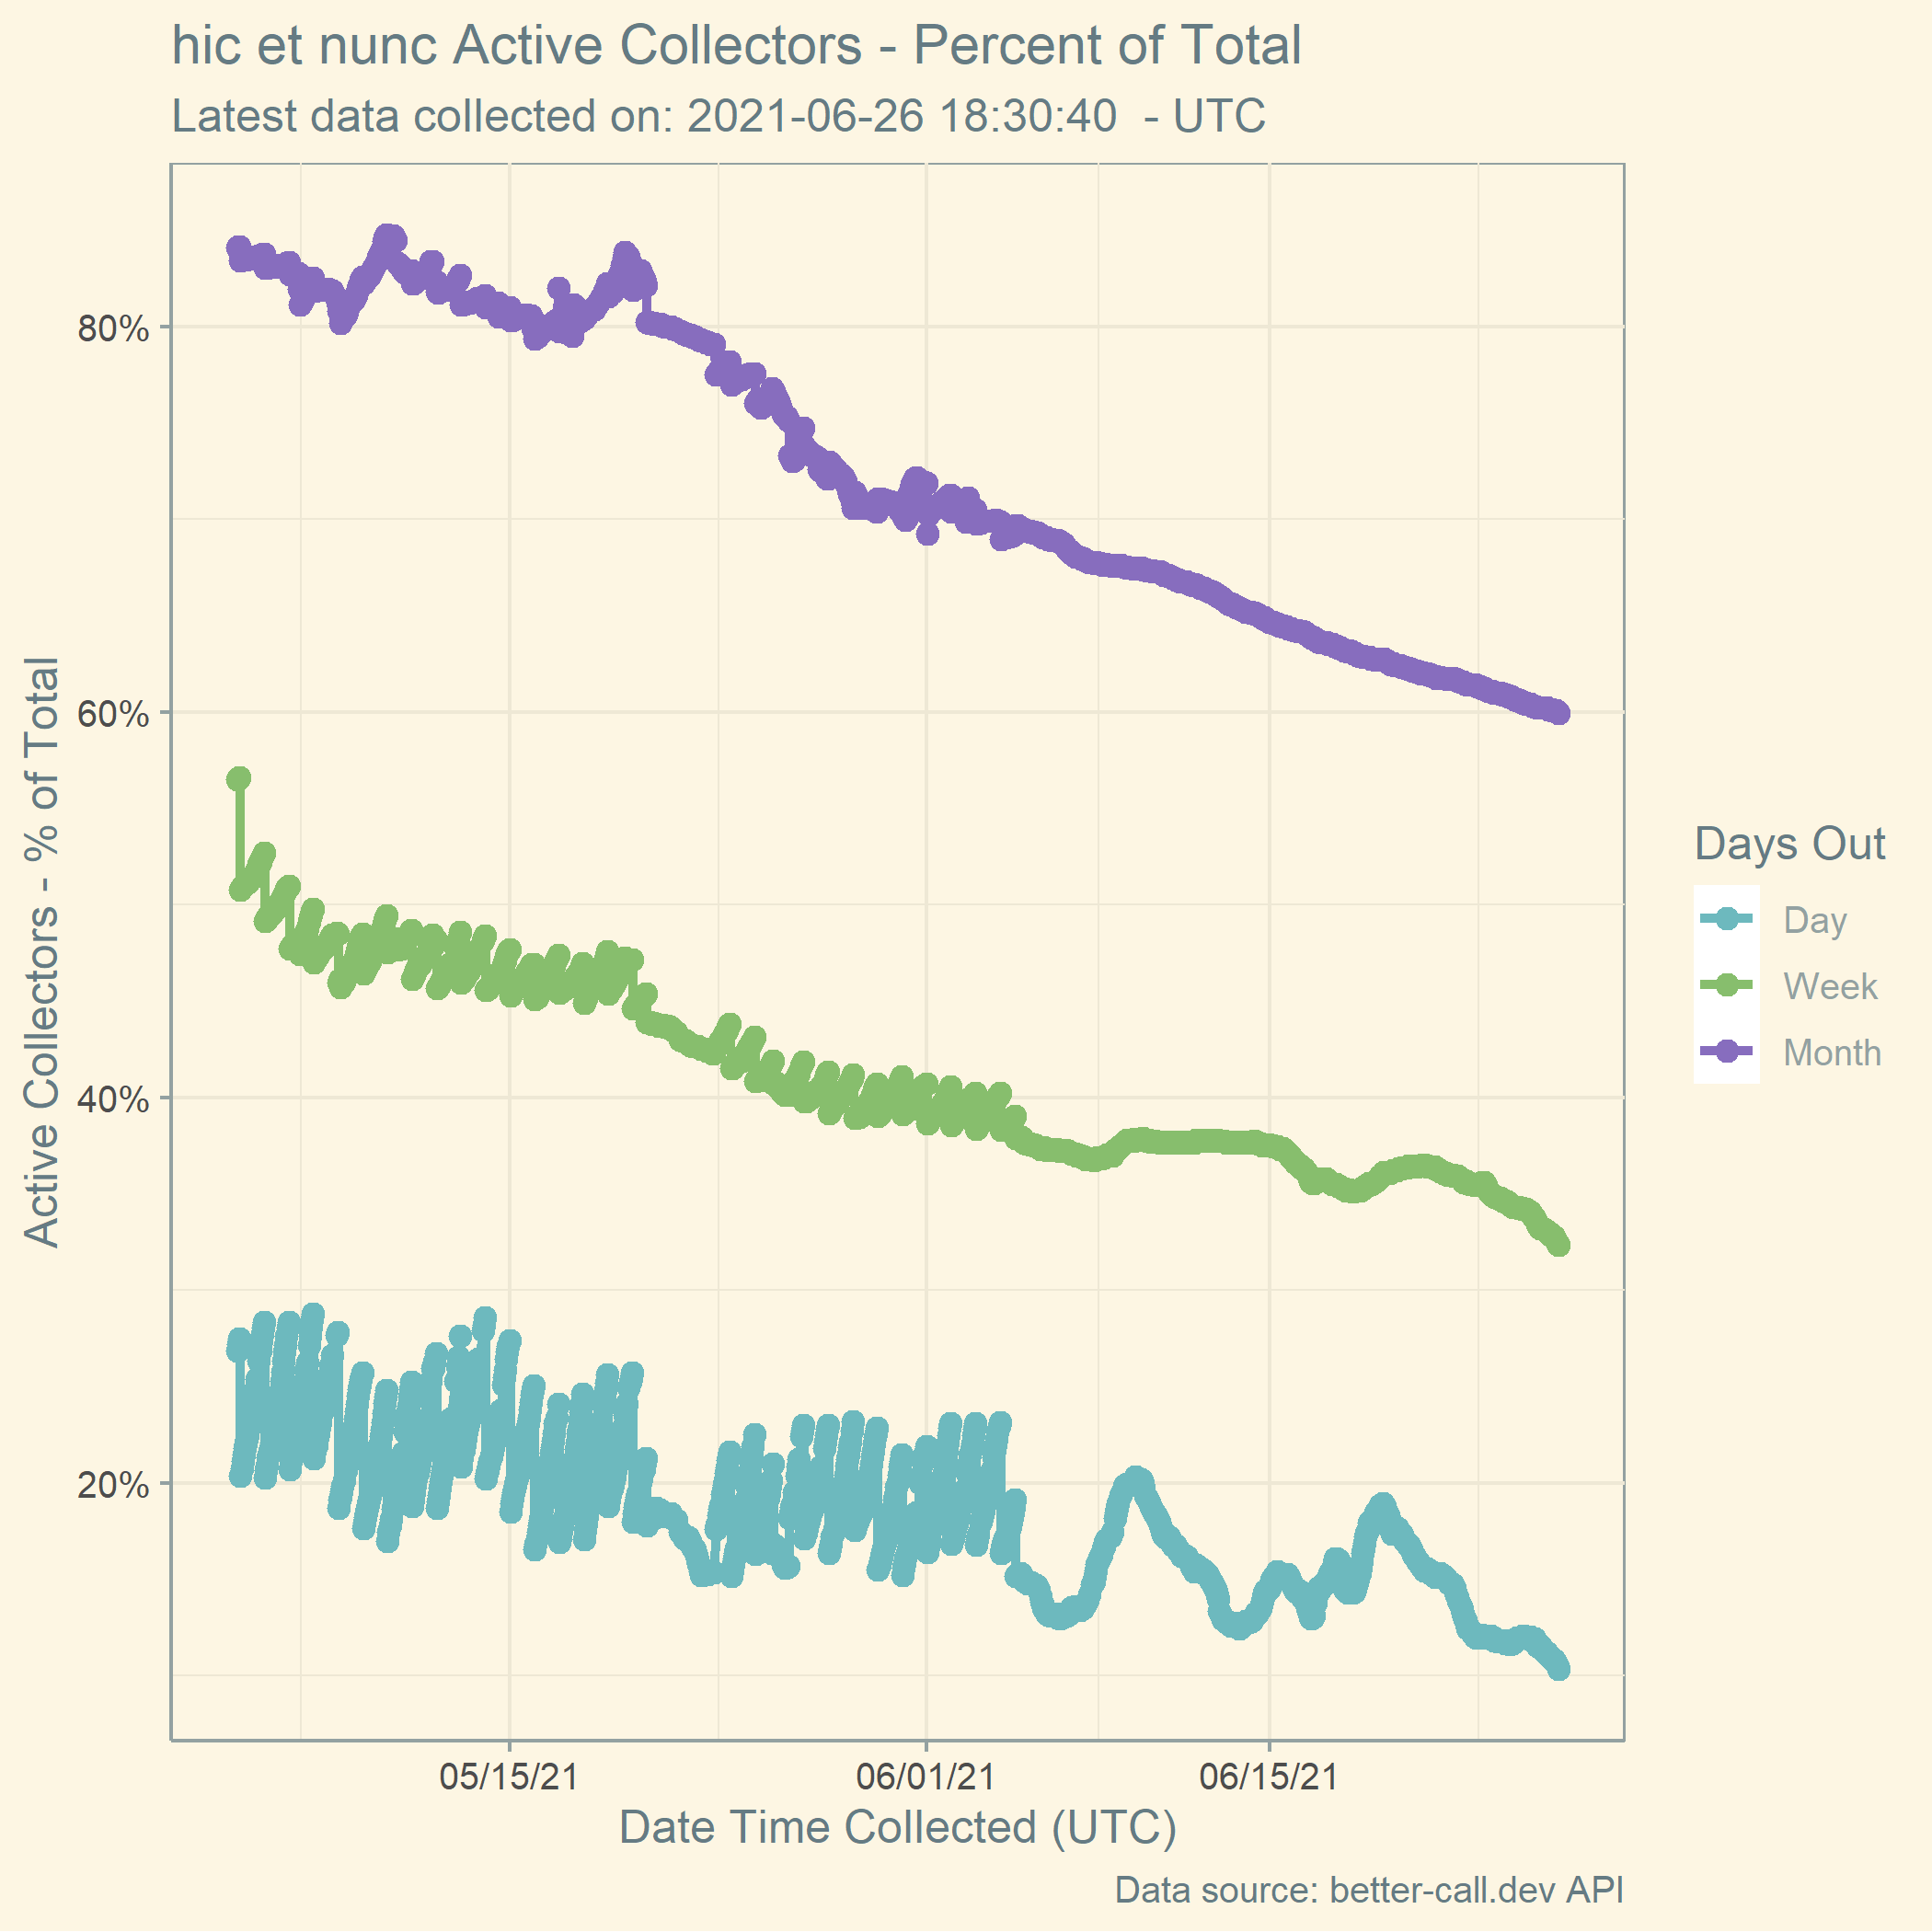 hic et nunc Active Collectors - Percent of Total
Latest data collected on: 2021-06-26 18:30:40  - UTC
Active Collectors - % of Total
80%
60%
40%
20%
05/15/21
06/01/21
06/15/21
Date Time Collected (UTC)
Days Out
Day
Week
Month
Data source: better-call.dev API